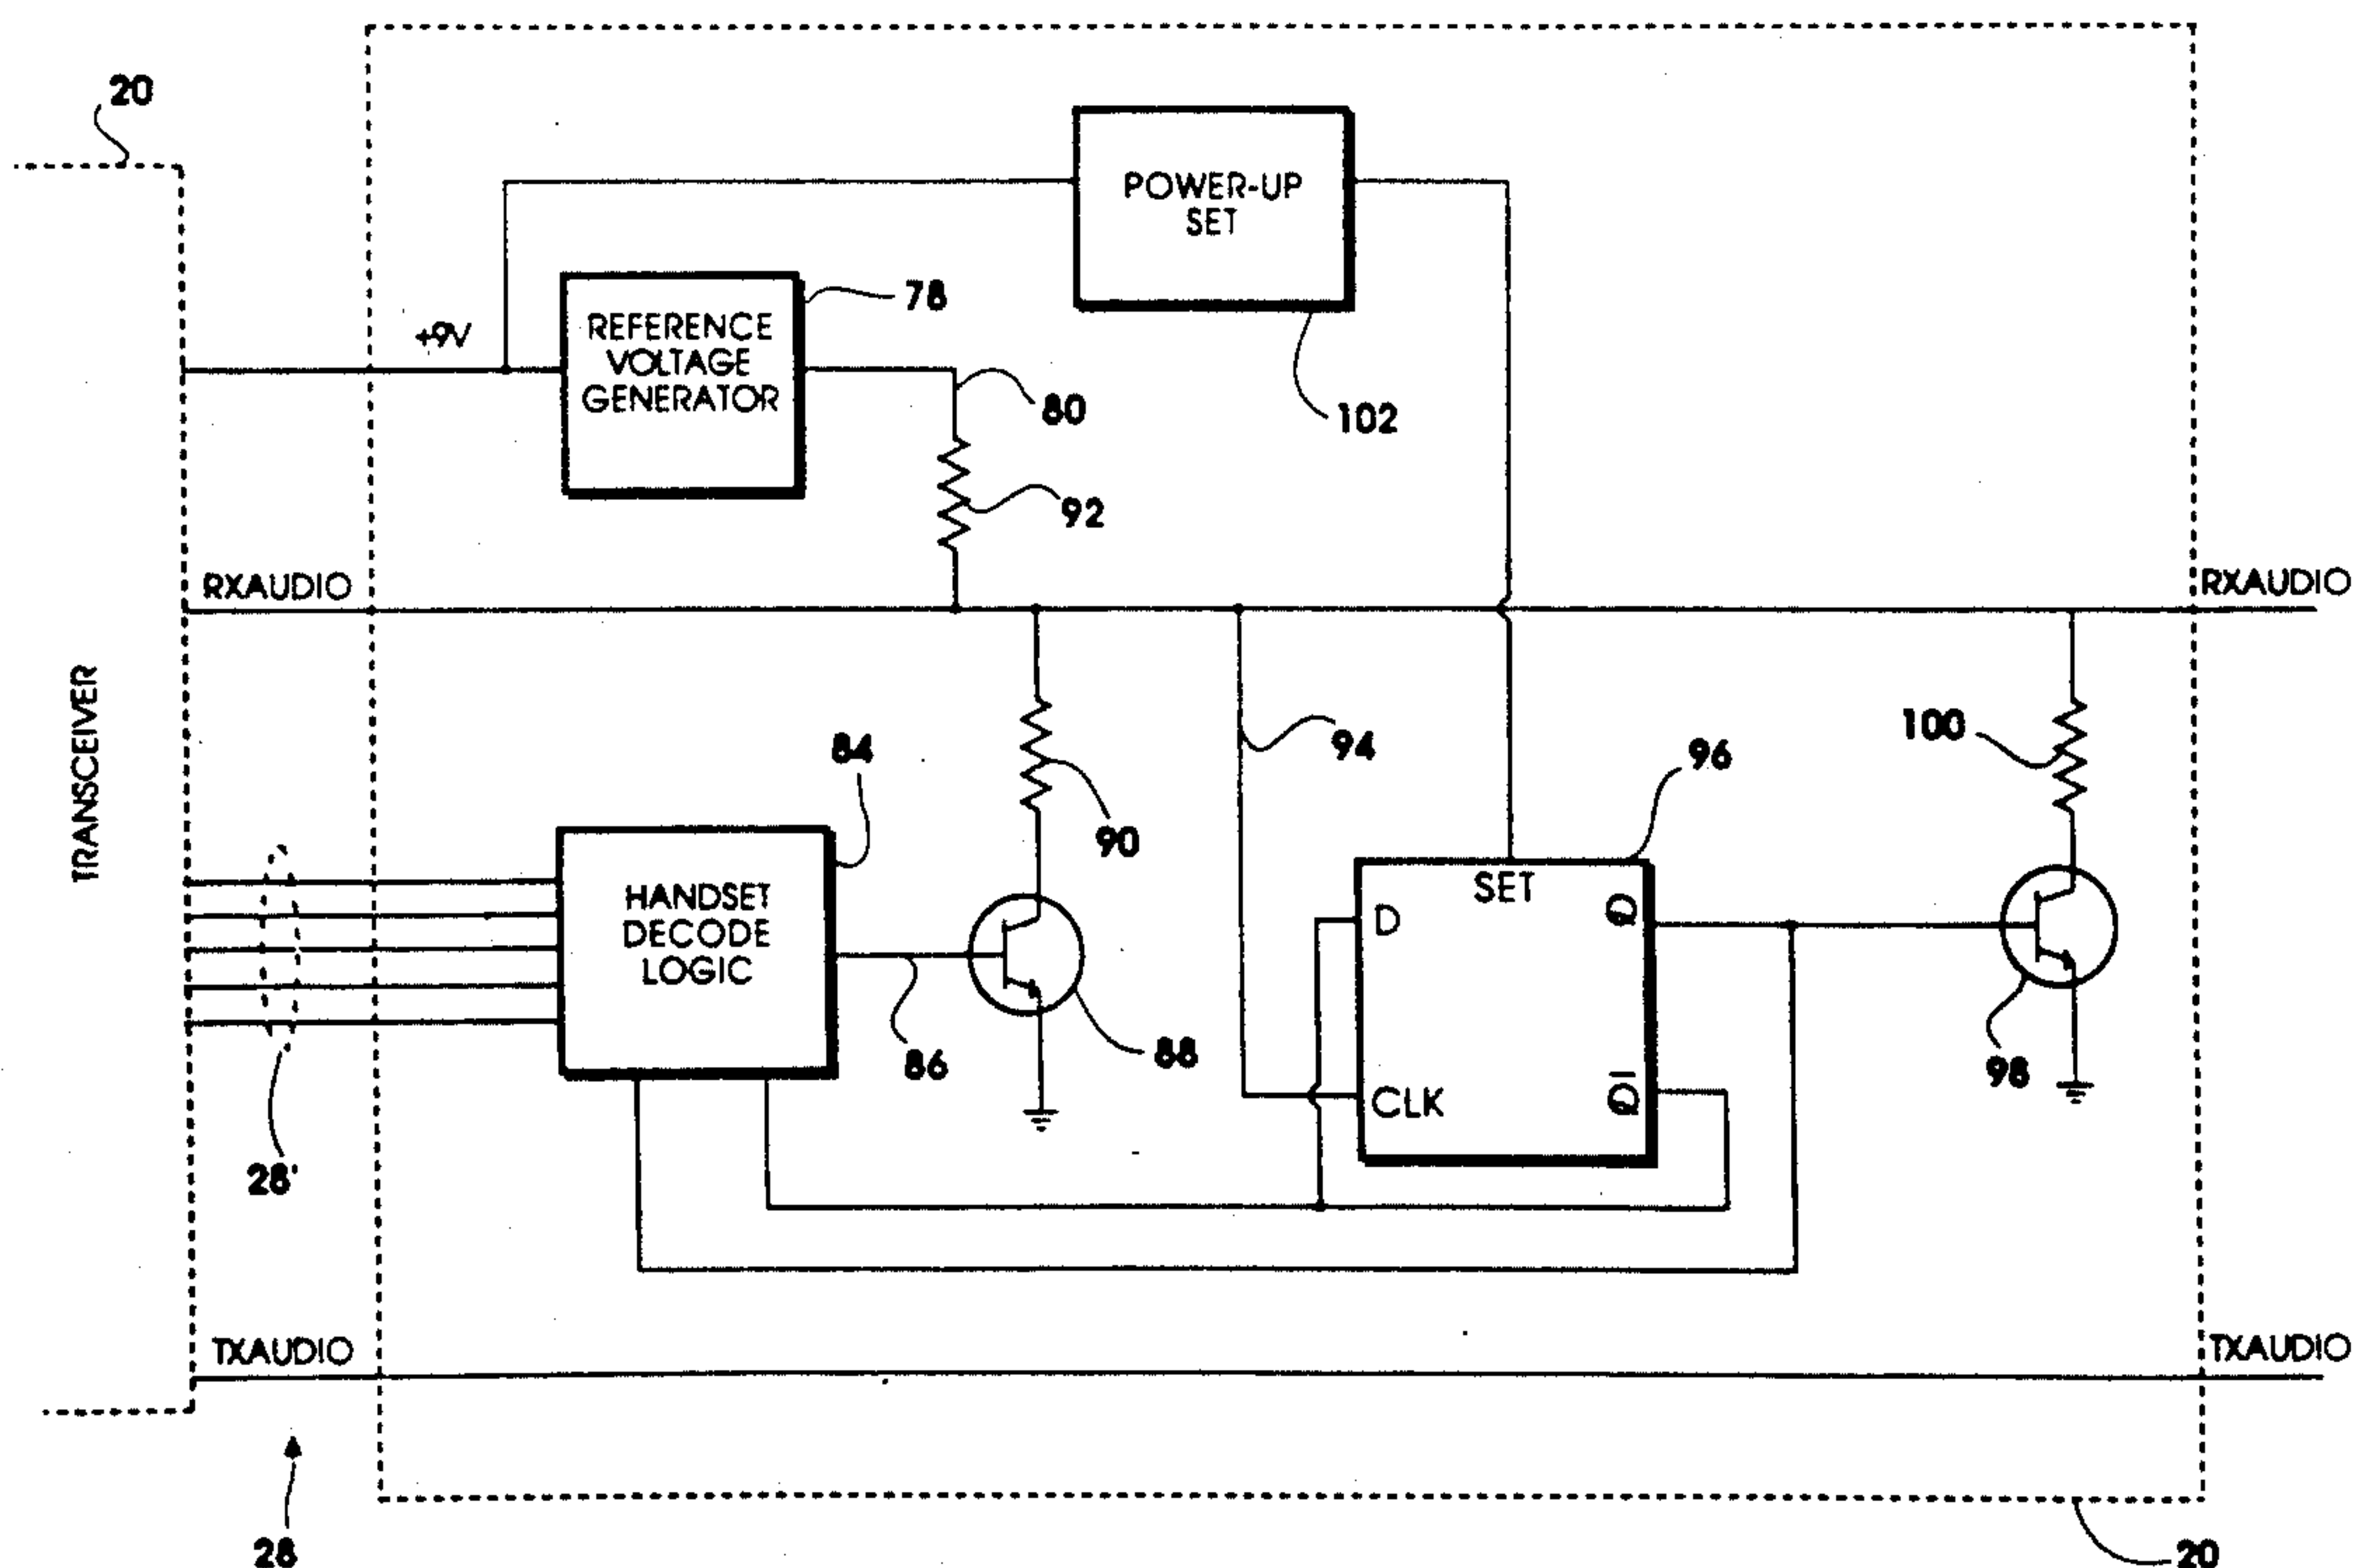 20
POWER-UP
SET
+9V
78
REFERENCE
VOLTAGE
GENERATOR
80
102
92
RXAUDIO
RXAUDIO
TRANSCEIVER
84
94
96
100
90
HANDSET
DECODE
LOGIC
SET
D
Q
86
88
98
CLK
Q̅
28'
TXAUDIO
TXAUDIO
28
20